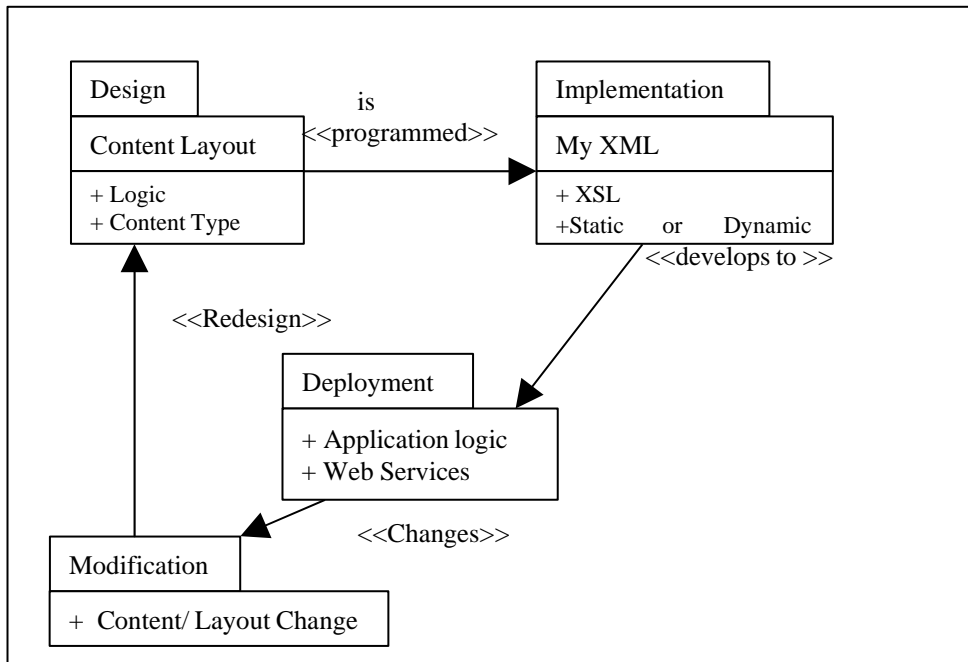 Design
Content Layout
+ Logic
+ Content Type
is
<<programmed>>
Implementation
My XML
+ XSL
+Static or Dynamic
<<develops to >>
<<Redesign>>
Deployment
+ Application logic
+ Web Services
<<Changes>>
Modification
+ Content/ Layout Change